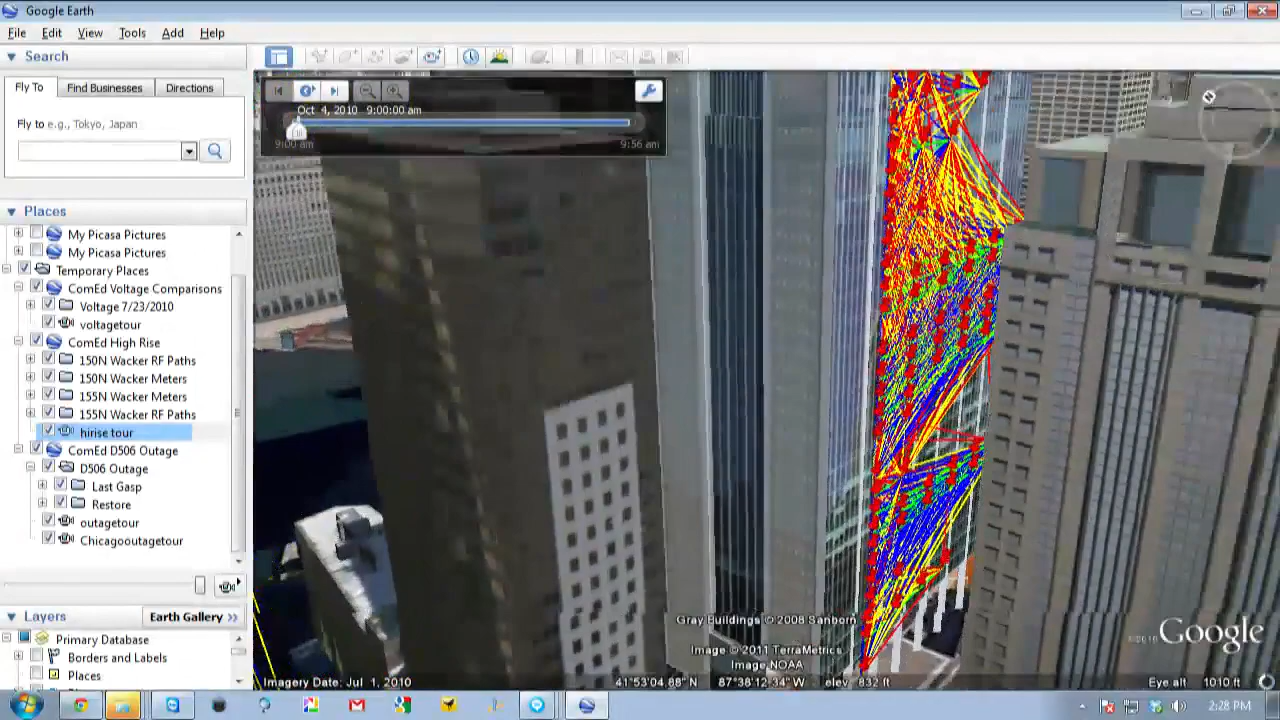 Google Earth
File Edit View Tools Add Help
Search
Fly To Find Businesses Directions
Fly to e.g., Tokyo, Japan
Oct 4, 2010 9:00:00 am
9:00 am 9:56 am
Places
My Picasa Pictures
My Picasa Pictures
Temporary Places
ComEd Voltage Comparisons
Voltage 7/23/2010
voltagetour
ComEd High Rise
150N Wacker RF Paths
150N Wacker Meters
155N Wacker Meters
155N Wacker RF Paths
hirise tour
ComEd D506 Outage
D506 Outage
Last Gasp
Restore
outagetour
Chicagooutagetour
Layers
Earth Gallery >>
Primary Database
Borders and Labels
Places
Gray Buildings © 2008 Sanborn
Image © 2011 TerraMetrics
Image NOAA
©2010 Google
Imagery Date: Jul 1, 2010 41°53'04.88" N 87°38'12.34" W elev 832 ft Eye alt 1010 ft
2:28 PM